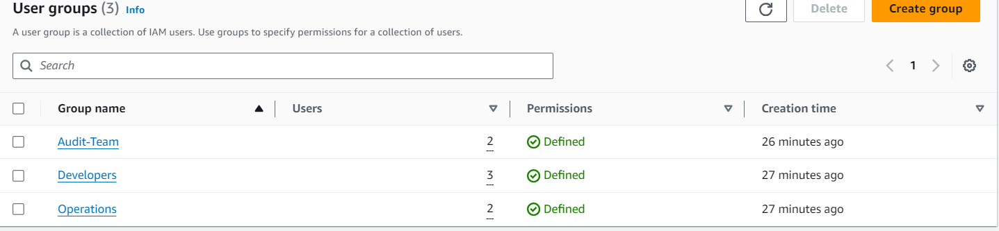 User groups (3) Info
Delete
Create group
A user group is a collection of IAM users. Use groups to specify permissions for a collection of users.
Search
1
Group name Users Permissions Creation time
Audit-Team 2 Defined 26 minutes ago
Developers 3 Defined 27 minutes ago
Operations 2 Defined 27 minutes ago